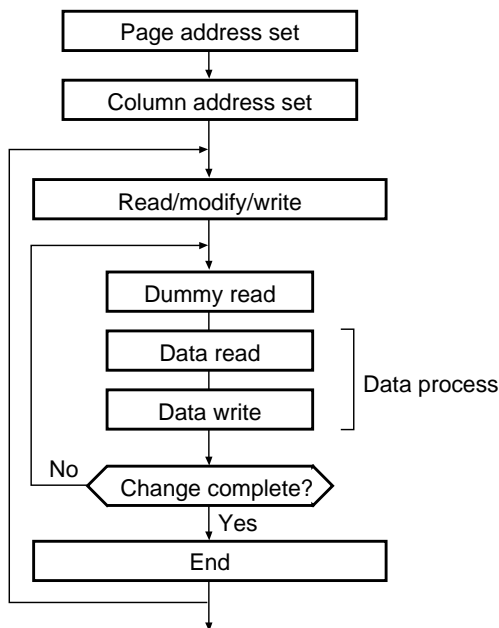 Page address set
Column address set
Read/modify/write
Dummy read
Data read
Data process
Data write
No
Change complete?
Yes
End